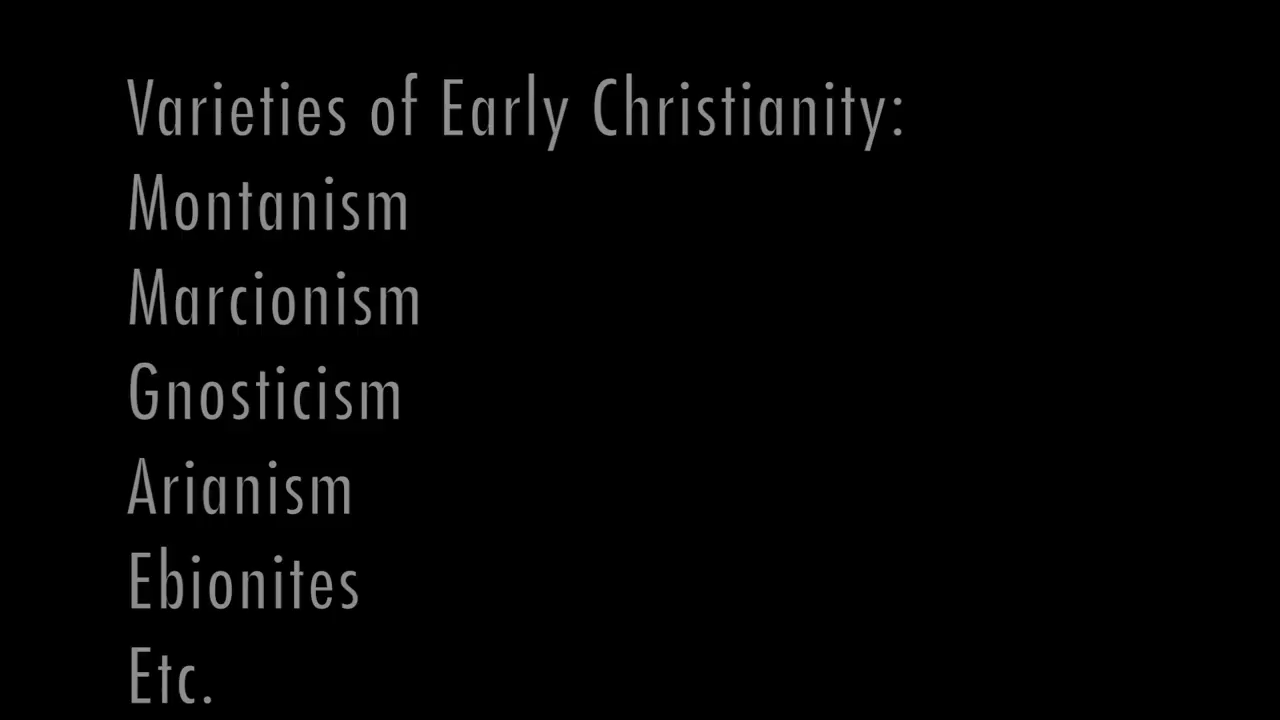 Varieties of Early Christianity:
Montanism
Marcionism
Gnosticism
Arianism
Ebionites
Etc.